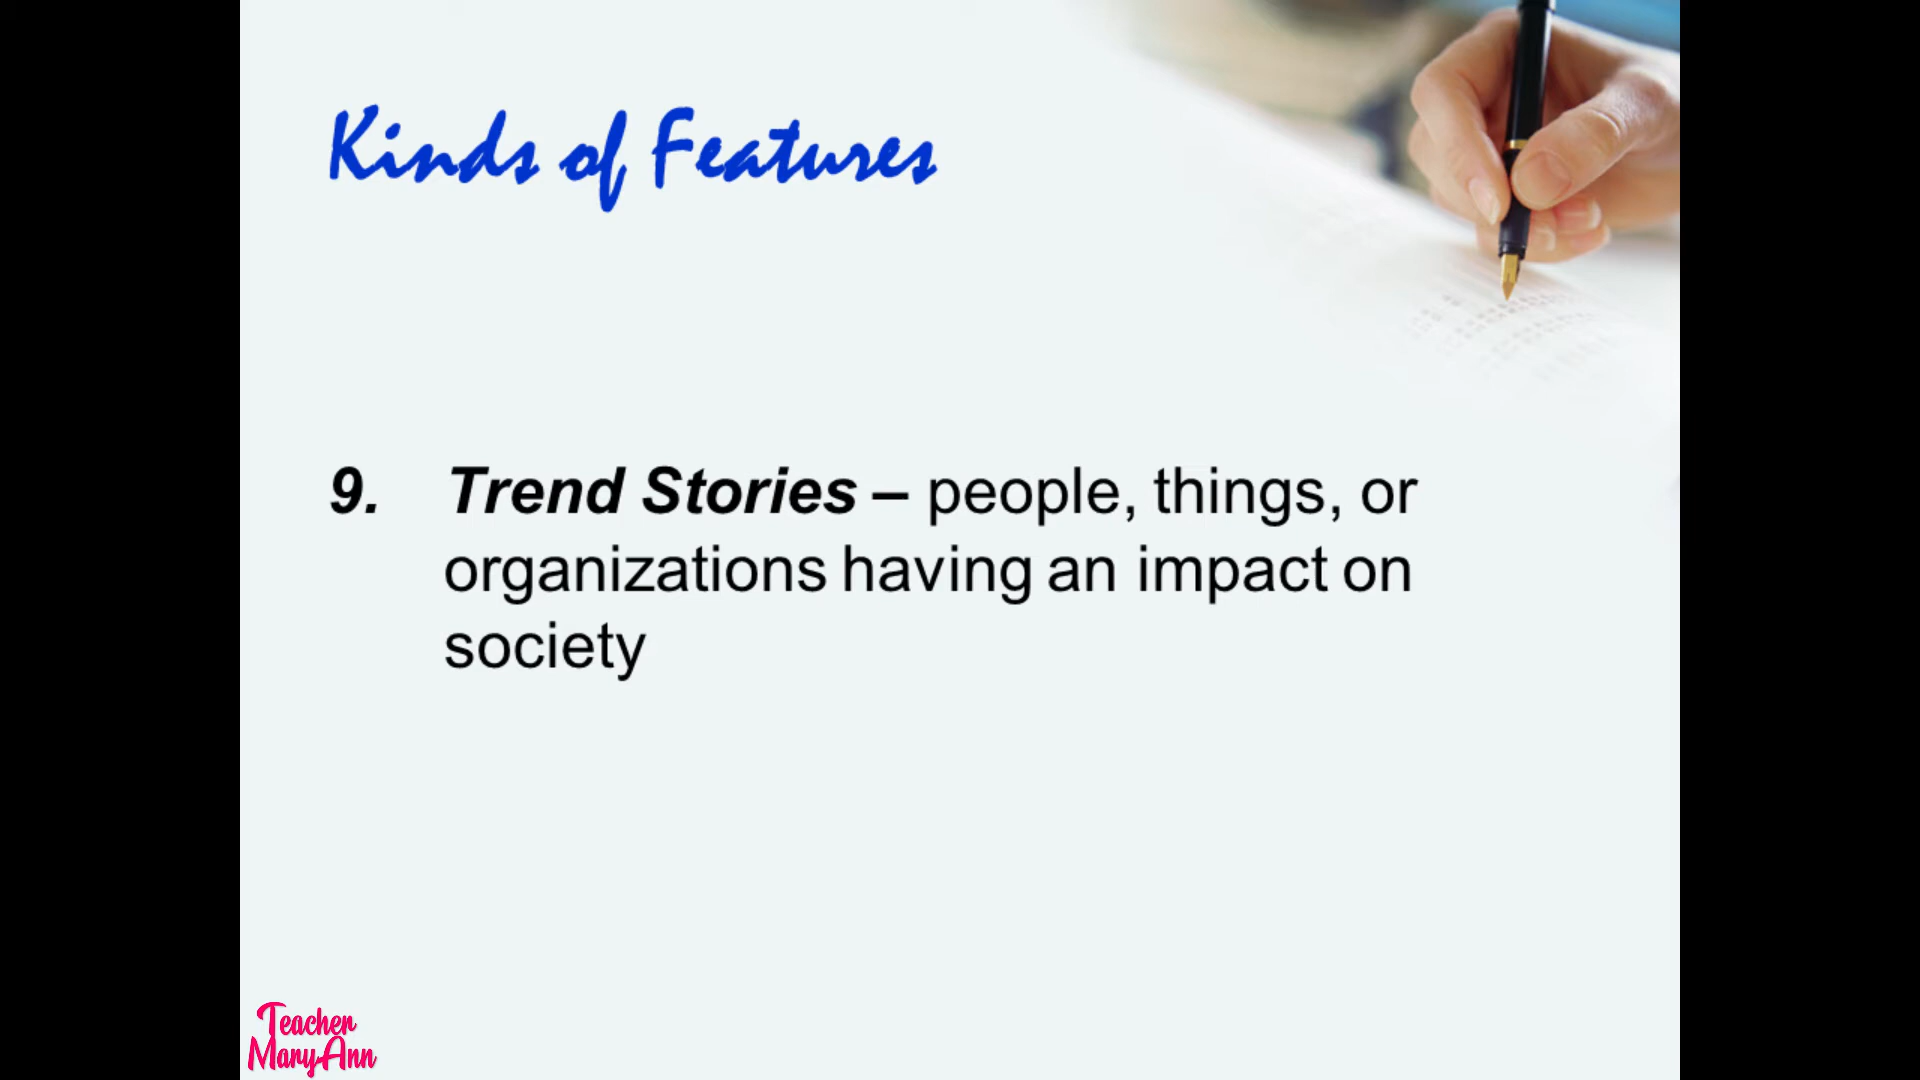 Kinds of Features
9. Trend Stories – people, things, or
organizations having an impact on
society
Teacher
MaryAnn